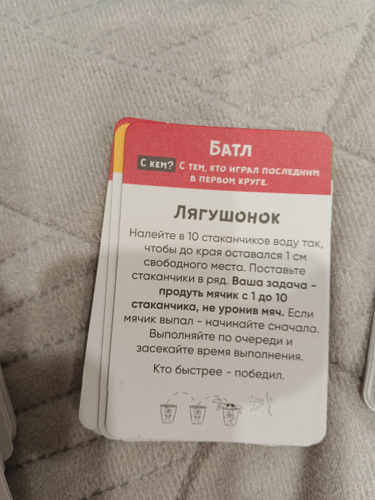 Батл
С кем? С тем, кто играл последним
в первом круге.
Лягушонок
Налейте в 10 стаканчиков воду так,
чтобы до края оставался 1 см
свободного места. Поставьте
стаканчики в ряд. Ваша задача -
продуть мячик с 1 до 10
стаканчика, не уронив мяч. Если
мячик выпал - начинайте сначала.
Выполняйте по очереди и
засекайте время выполнения.
Кто быстрее - победил.